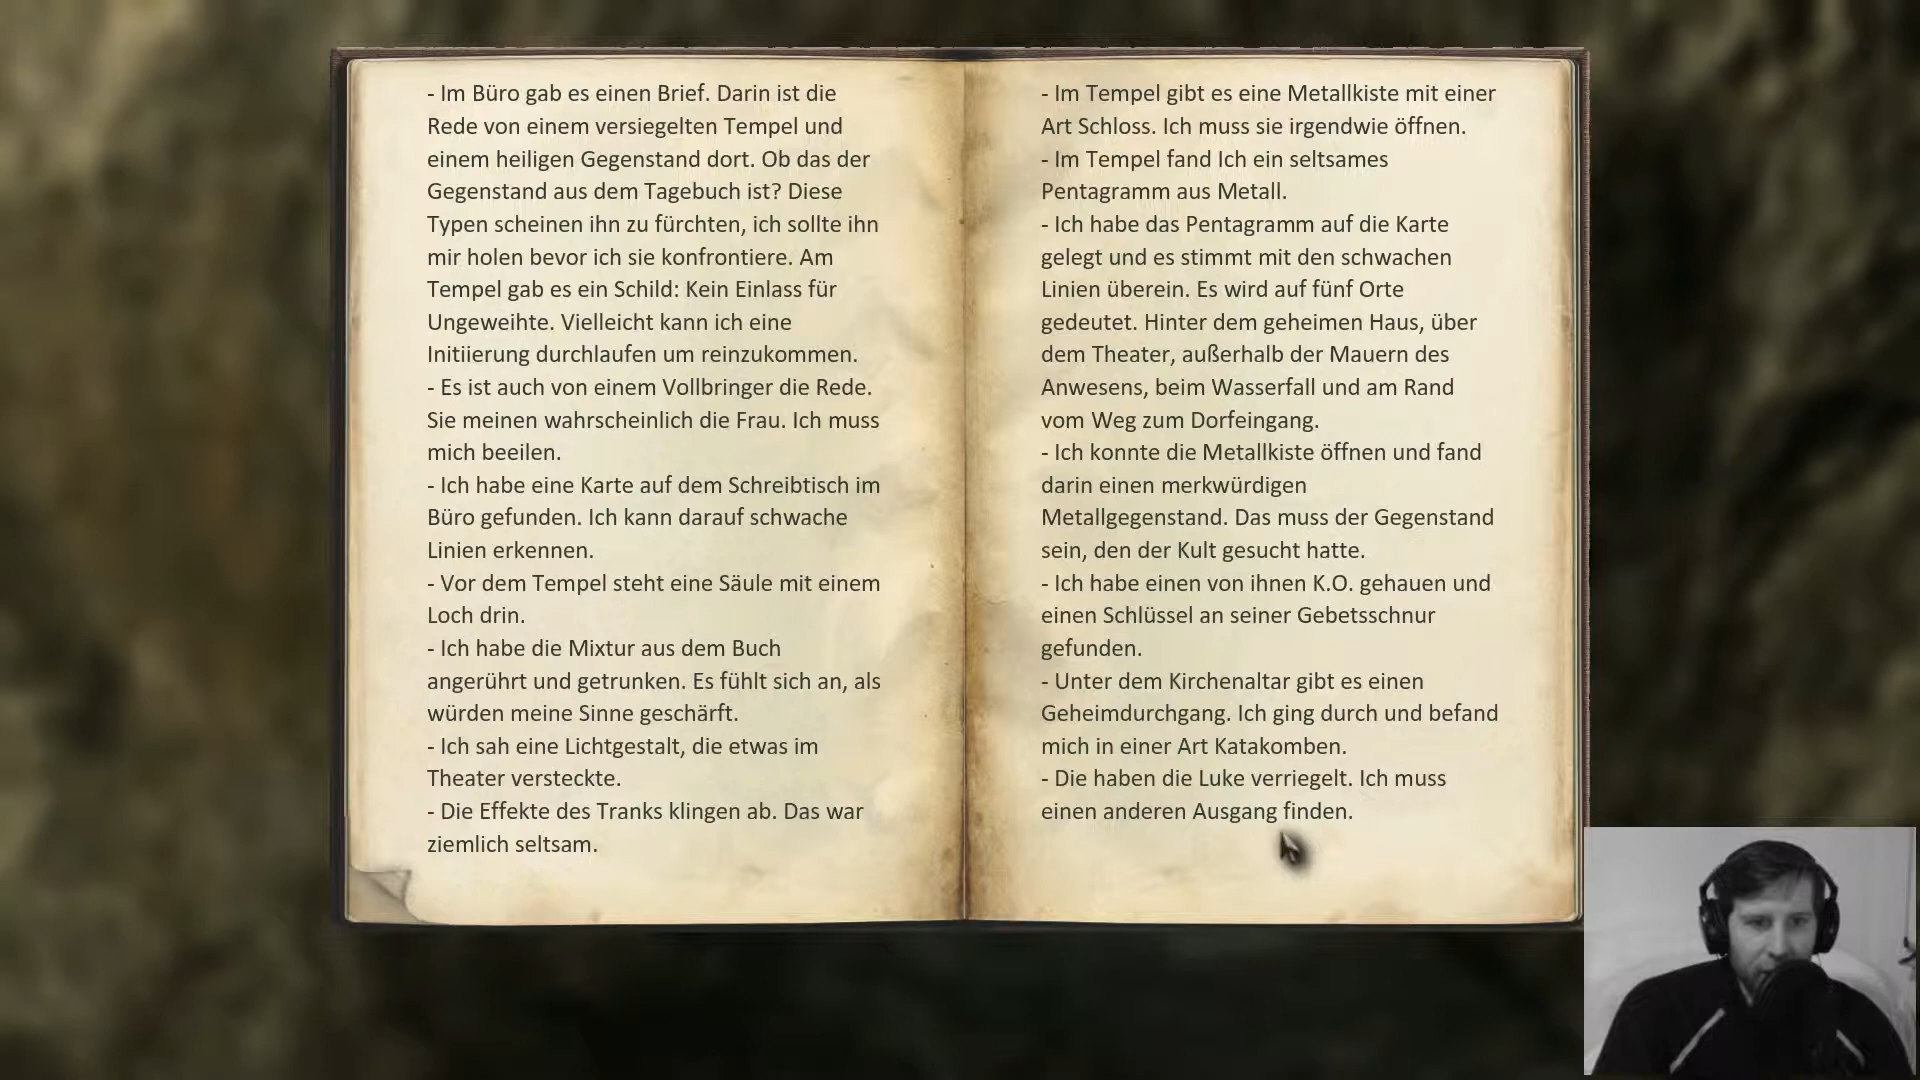 - Im Büro gab es einen Brief. Darin ist die
Rede von einem versiegelten Tempel und
einem heiligen Gegenstand dort. Ob das der
Gegenstand aus dem Tagebuch ist? Diese
Typen scheinen ihn zu fürchten, ich sollte ihn
mir holen bevor ich sie konfrontiere. Am
Tempel gab es ein Schild: Kein Einlass für
Ungeweihte. Vielleicht kann ich eine
Initiierung durchlaufen um reinzukommen.
- Es ist auch von einem Vollbringer die Rede.
Sie meinen wahrscheinlich die Frau. Ich muss
mich beeilen.
- Ich habe eine Karte auf dem Schreibtisch im
Büro gefunden. Ich kann darauf schwache
Linien erkennen.
- Vor dem Tempel steht eine Säule mit einem
Loch drin.
- Ich habe die Mixtur aus dem Buch
angerührt und getrunken. Es fühlt sich an, als
würden meine Sinne geschärft.
- Ich sah eine Lichtgestalt, die etwas im
Theater versteckte.
- Die Effekte des Tranks klingen ab. Das war
ziemlich seltsam.
- Im Tempel gibt es eine Metallkiste mit einer
Art Schloss. Ich muss sie irgendwie öffnen.
- Im Tempel fand Ich ein seltsames
Pentagramm aus Metall.
- Ich habe das Pentagramm auf die Karte
gelegt und es stimmt mit den schwachen
Linien überein. Es wird auf fünf Orte
gedeutet. Hinter dem geheimen Haus, über
dem Theater, außerhalb der Mauern des
Anwesens, beim Wasserfall und am Rand
vom Weg zum Dorfeingang.
- Ich konnte die Metallkiste öffnen und fand
darin einen merkwürdigen
Metallgegenstand. Das muss der Gegenstand
sein, den der Kult gesucht hatte.
- Ich habe einen von ihnen K.O. gehauen und
einen Schlüssel an seiner Gebetsschnur
gefunden.
- Unter dem Kirchenaltar gibt es einen
Geheimdurchgang. Ich ging durch und befand
mich in einer Art Katakomben.
- Die haben die Luke verriegelt. Ich muss
einen anderen Ausgang finden.